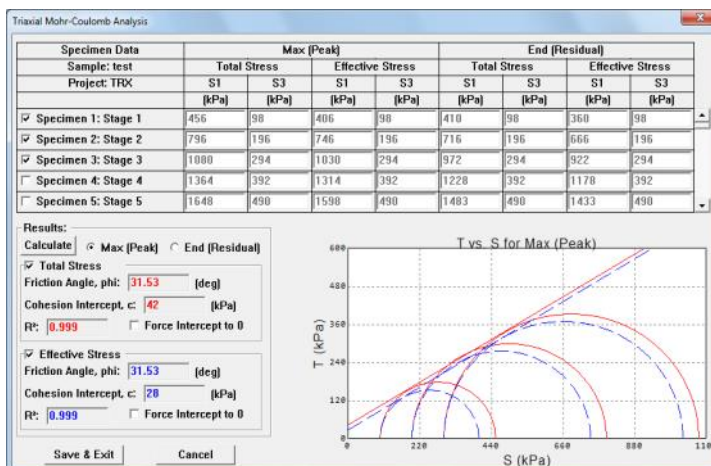 Triaxial Mohr-Coulomb Analysis
Specimen Data Max (Peak) End (Residual)
Sample: test Total Stress Effective Stress Total Stress Effective Stress
Project: TRX S1 S3 S1 S3 S1 S3 S1 S3
(kPa) (kPa) (kPa) (kPa) (kPa) (kPa) (kPa) (kPa)
Specimen 1: Stage 1 456 98 406 98 410 98 360 98
Specimen 2: Stage 2 796 196 746 196 716 196 666 196
Specimen 3: Stage 3 1080 294 1030 294 972 294 922 294
Specimen 4: Stage 4 1364 392 1314 392 1228 392 1178 392
Specimen 5: Stage 5 1648 490 1598 490 1483 490 1433 490
Results:
Calculate Max (Peak) End (Residual)
Total Stress
Friction Angle, phi: 31.53 (deg)
Cohesion Intercept, c: 42 (kPa)
R²: 0.999 Force Intercept to 0
Effective Stress
Friction Angle, phi: 31.53 (deg)
Cohesion Intercept, c: 28 (kPa)
R²: 0.999 Force Intercept to 0
Save & Exit Cancel
T vs. S for Max (Peak)
600
480
360
240
120
0
T (kPa)
0 220 440 660 880 110
S (kPa)